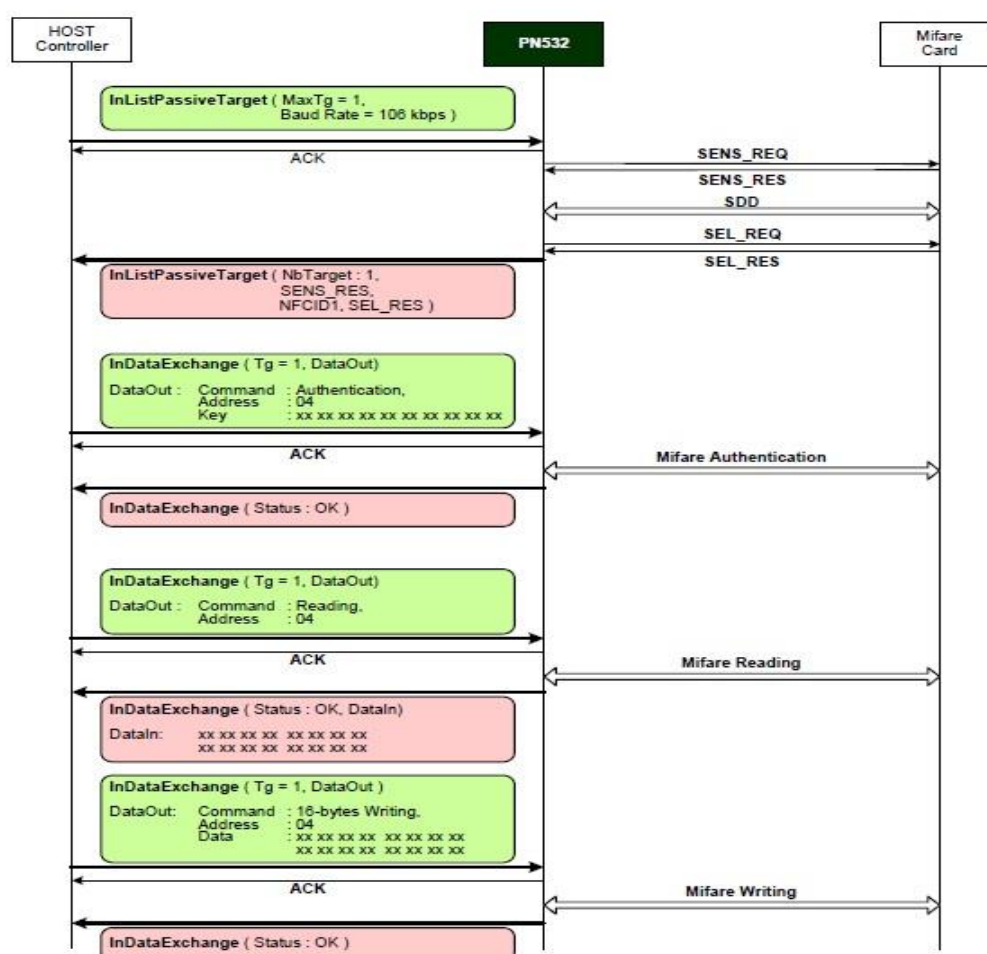 HOST
Controller
PN532
Mifare
Card
InListPassiveTarget ( MaxTg = 1,
Baud Rate = 106 kbps )
ACK
SENS_REQ
SENS_RES
SDD
SEL_REQ
SEL_RES
InListPassiveTarget ( NbTarget : 1,
SENS_RES,
NFCID1, SEL_RES )
InDataExchange ( Tg = 1, DataOut)
DataOut : Command : Authentication,
Address : 04
Key : xx xx xx xx xx xx xx xx xx xx
ACK
Mifare Authentication
InDataExchange ( Status : OK )
InDataExchange ( Tg = 1, DataOut)
DataOut : Command : Reading,
Address : 04
ACK
Mifare Reading
InDataExchange ( Status : OK, DataIn)
DataIn: xx xx xx xx xx xx xx xx
xx xx xx xx xx xx xx xx
InDataExchange ( Tg = 1, DataOut )
DataOut: Command : 16-bytes Writing,
Address : 04
Data : xx xx xx xx xx xx xx xx
xx xx xx xx xx xx xx xx
ACK
Mifare Writing
InDataExchange ( Status : OK )